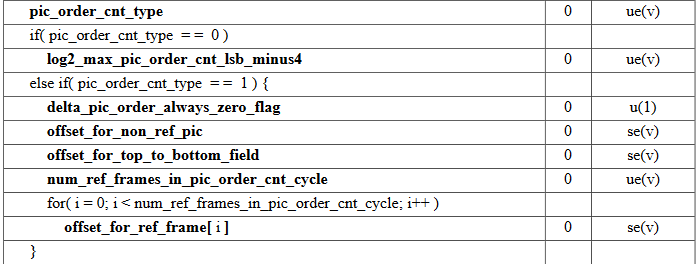 pic_order_cnt_type 0 ue(v)
if( pic_order_cnt_type = = 0 )
log2_max_pic_order_cnt_lsb_minus4 0 ue(v)
else if( pic_order_cnt_type = = 1 ) {
delta_pic_order_always_zero_flag 0 u(1)
offset_for_non_ref_pic 0 se(v)
offset_for_top_to_bottom_field 0 se(v)
num_ref_frames_in_pic_order_cnt_cycle 0 ue(v)
for( i = 0; i < num_ref_frames_in_pic_order_cnt_cycle; i++ )
offset_for_ref_frame[ i ] 0 se(v)
}